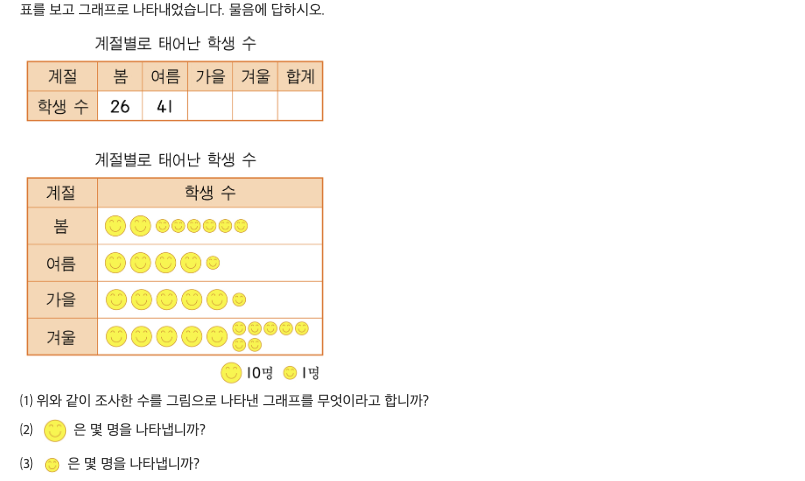 표를 보고 그래프로 나타내었습니다. 물음에 답하시오.
계절별로 태어난 학생 수
계절 봄 여름 가을 겨울 합계
학생 수 26 41
계절별로 태어난 학생 수
계절 학생 수
봄
여름
가을
겨울
10명 1명
(1) 위와 같이 조사한 수를 그림으로 나타낸 그래프를 무엇이라고 합니까?
(2) 은 몇 명을 나타냅니까?
(3) 은 몇 명을 나타냅니까?